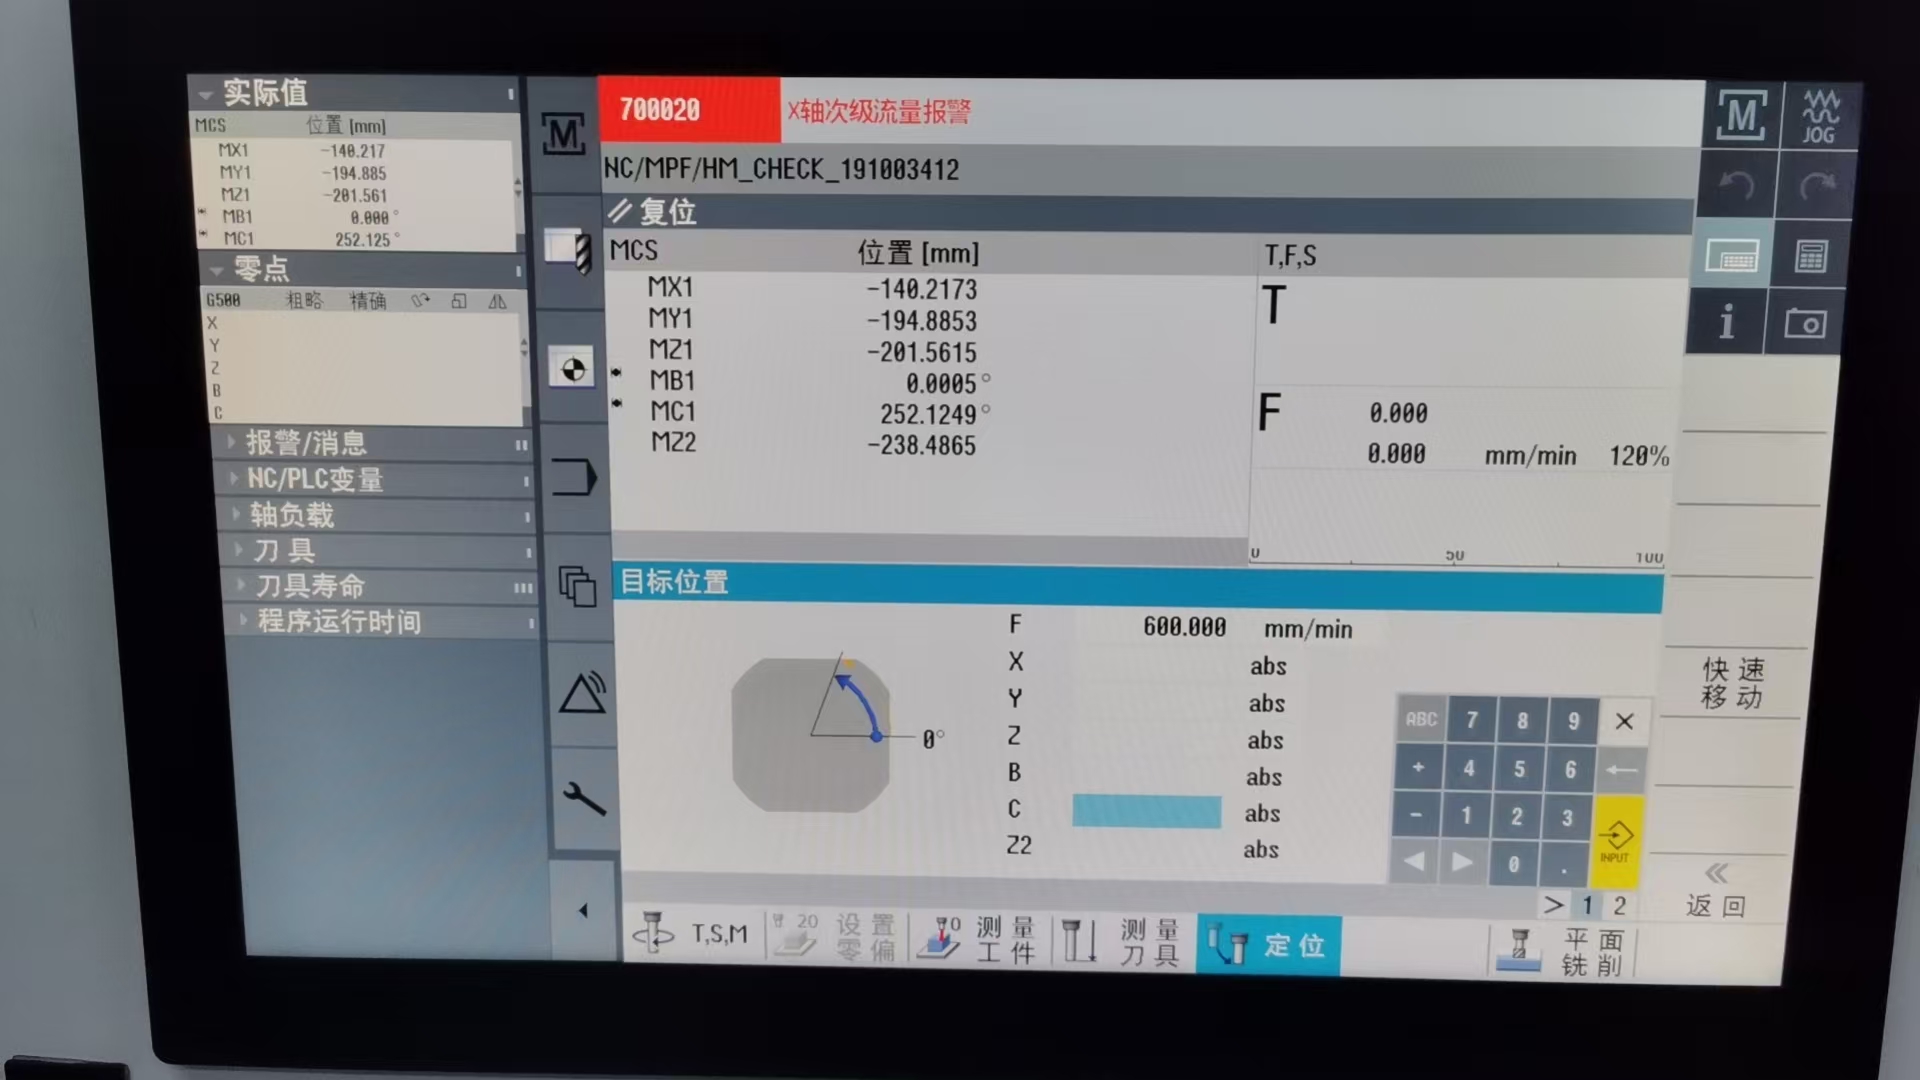 实际值
MCS 位置 [mm]
MX1 -140.217
MY1 -194.885
MZ1 -201.561
MB1 0.000 °
MC1 252.125 °
零点
G500 粗略 精确
X
Y
Z
B
C
报警/消息
NC/PLC变量
轴负载
刀具
刀具寿命
程序运行时间
M
700020 X轴次级流量报警
NC/MPF/HM_CHECK_191003412
复位
MCS 位置 [mm]
MX1 -140.2173
MY1 -194.8853
MZ1 -201.5615
MB1 0.0005 °
MC1 252.1249 °
MZ2 -238.4865
T,F,S
T
F 0.000
0.000 mm/min 120%
0 50 100
目标位置
0°
F 600.000 mm/min
X abs
Y abs
Z abs
B abs
C abs
Z2 abs
ABC 7 8 9 ×
+ 4 5 6 ←
- 1 2 3
◀ ▶ 0 .
INPUT
> 1 2
T,S,M
20 设置零偏
0 测量工件
测量刀具
定位
平面铣削
M
JOG
i
快速移动
«
返回